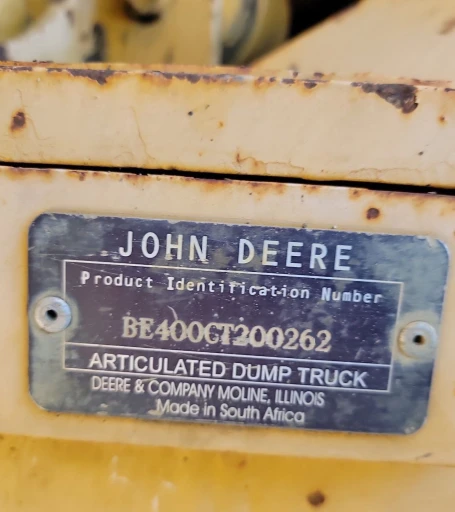 JOHN DEERE
Product Identification Number
BE400CT200262
ARTICULATED DUMP TRUCK
DEERE & COMPANY MOLINE, ILLINOIS
Made in South Africa